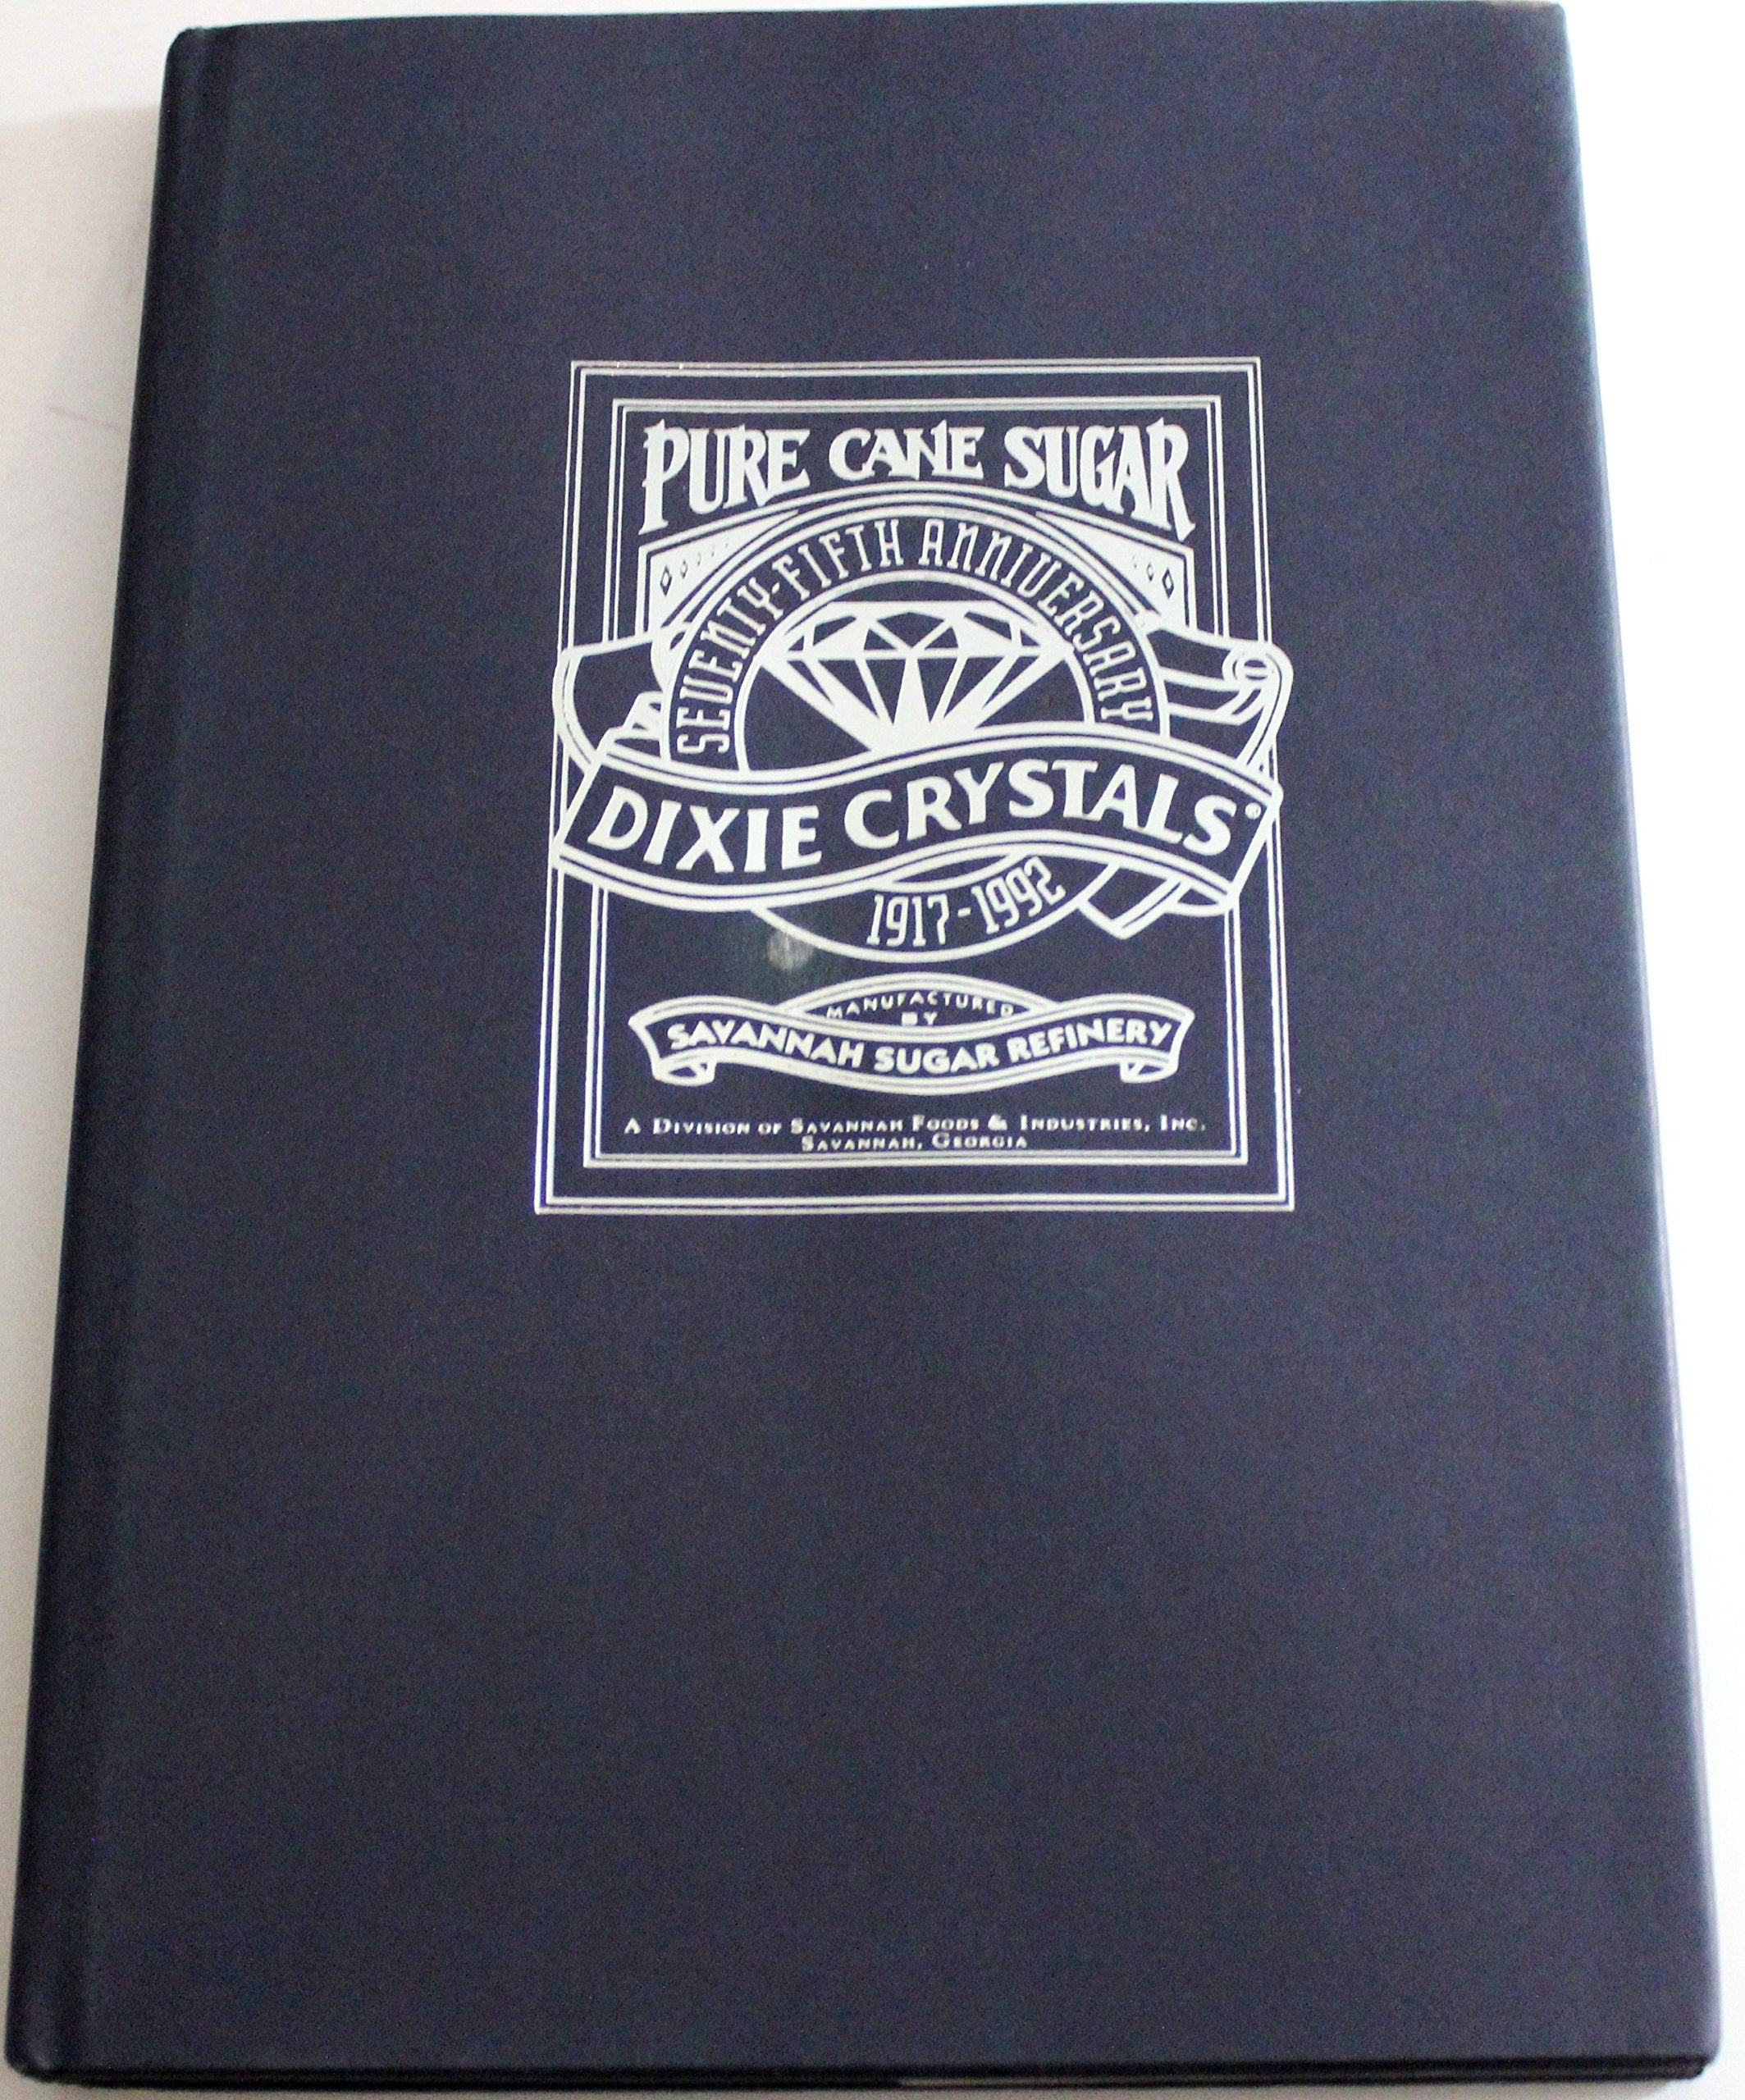 PURE CANE SUGAR
SEVENTY-FIFTH ANNIVERSARY
DIXIE CRYSTALS®
1917-1992
MANUFACTURED
BY
SAVANNAH SUGAR REFINERY
A DIVISION OF SAVANNAH FOODS & INDUSTRIES, INC.
SAVANNAH, GEORGIA